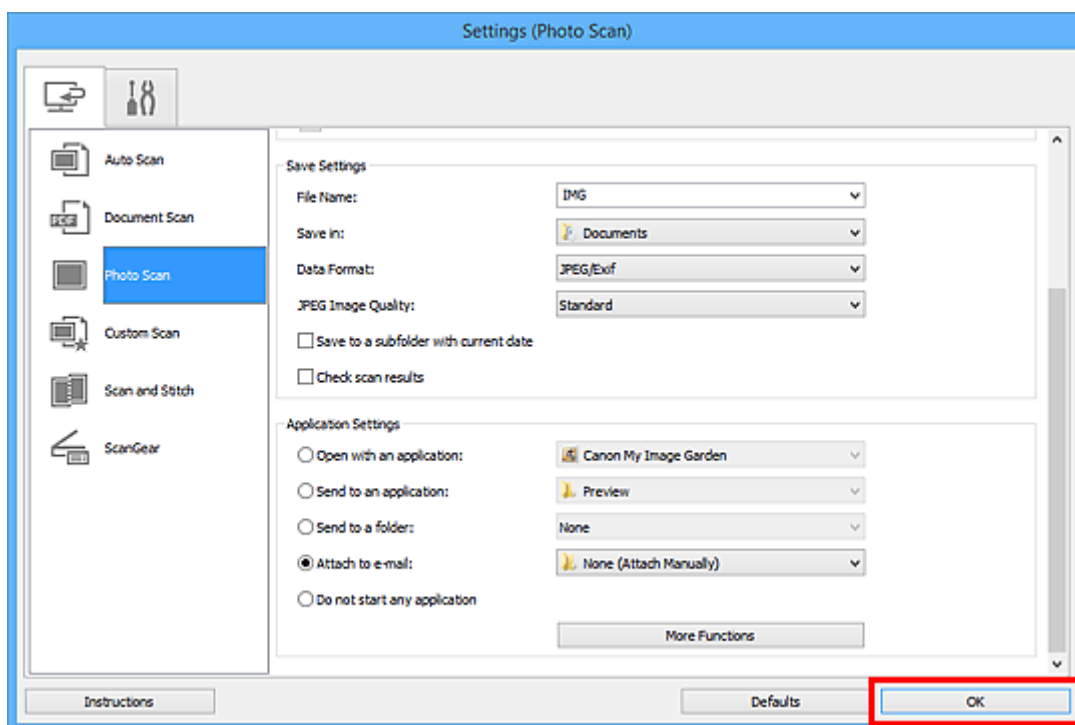 Settings (Photo Scan)
Auto Scan
PDF
Document Scan
Photo Scan
Custom Scan
Scan and Stitch
ScanGear
Save Settings
File Name: IMG
Save in: Documents
Data Format: JPEG/Exif
JPEG Image Quality: Standard
Save to a subfolder with current date
Check scan results
Application Settings
Open with an application: Canon My Image Garden
Send to an application: Preview
Send to a folder: None
Attach to e-mail: None (Attach Manually)
Do not start any application
More Functions
Instructions Defaults OK